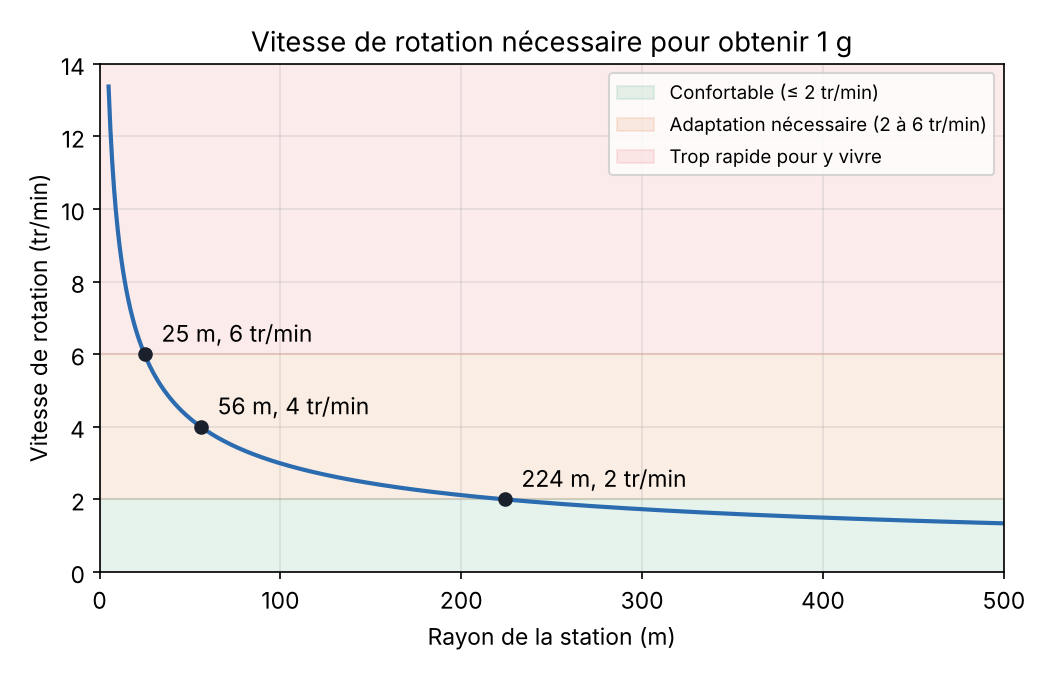 Vitesse de rotation nécessaire pour obtenir 1 g
Vitesse de rotation (tr/min)
14
12
10
8
6
4
2
0
Confortable (≤ 2 tr/min)
Adaptation nécessaire (2 à 6 tr/min)
Trop rapide pour y vivre
25 m, 6 tr/min
56 m, 4 tr/min
224 m, 2 tr/min
0 100 200 300 400 500
Rayon de la station (m)